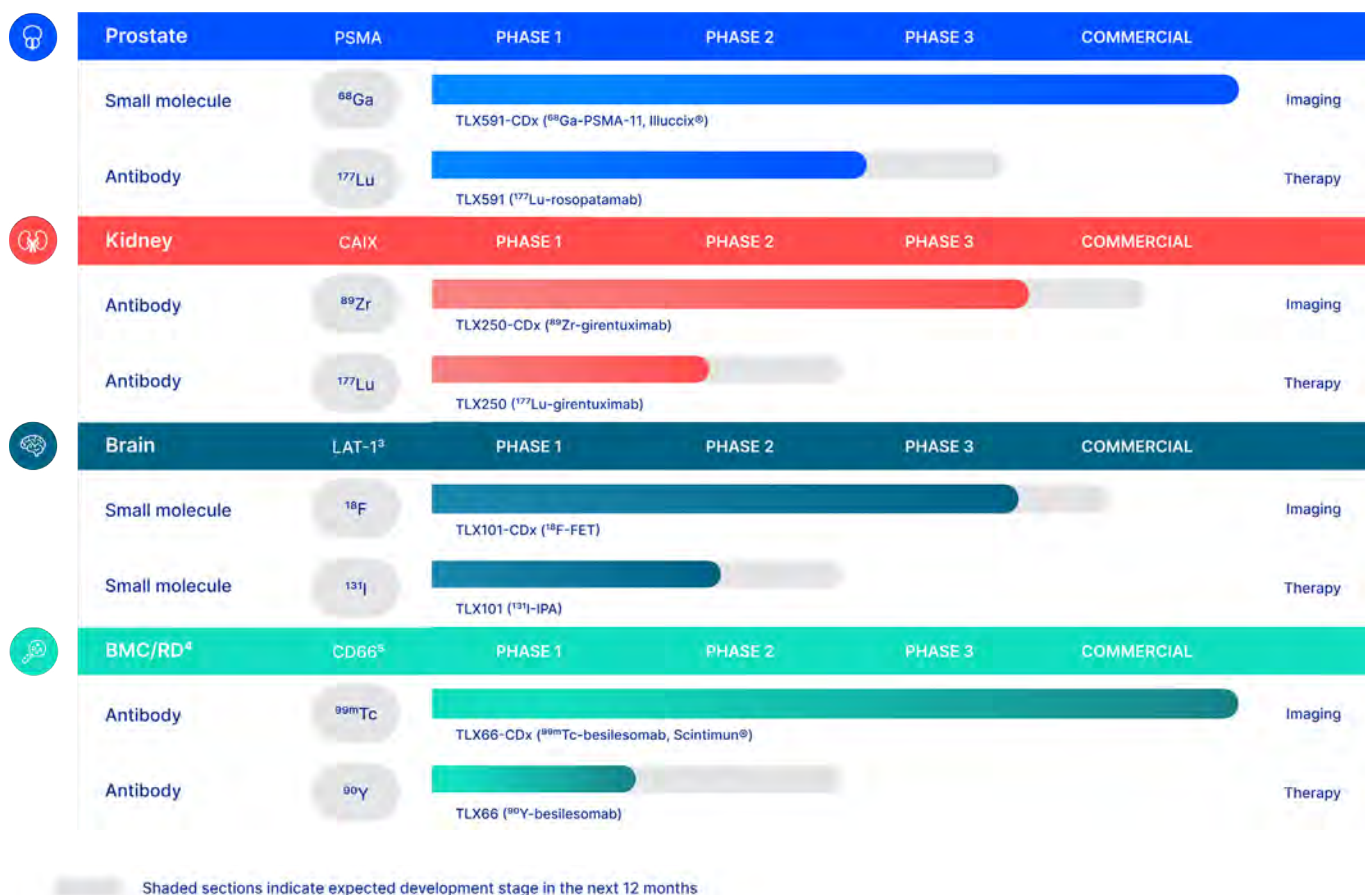 Prostate PSMA PHASE 1 PHASE 2 PHASE 3 COMMERCIAL
Small molecule ⁶⁸Ga Imaging
TLX591-CDx (⁶⁸Ga-PSMA-11, Illuccix®)
Antibody ¹⁷⁷Lu Therapy
TLX591 (¹⁷⁷Lu-rosopatamab)
Kidney CAIX PHASE 1 PHASE 2 PHASE 3 COMMERCIAL
Antibody ⁸⁹Zr Imaging
TLX250-CDx (⁸⁹Zr-girentuximab)
Antibody ¹⁷⁷Lu Therapy
TLX250 (¹⁷⁷Lu-girentuximab)
Brain LAT-1³ PHASE 1 PHASE 2 PHASE 3 COMMERCIAL
Small molecule ¹⁸F Imaging
TLX101-CDx (¹⁸F-FET)
Small molecule ¹³¹I Therapy
TLX101 (¹³¹I-IPA)
BMC/RD⁴ CD66⁵ PHASE 1 PHASE 2 PHASE 3 COMMERCIAL
Antibody ⁹⁹ᵐTc Imaging
TLX66-CDx (⁹⁹ᵐTc-besilesomab, Scintimun®)
Antibody ⁹⁰Y Therapy
TLX66 (⁹⁰Y-besilesomab)
Shaded sections indicate expected development stage in the next 12 months